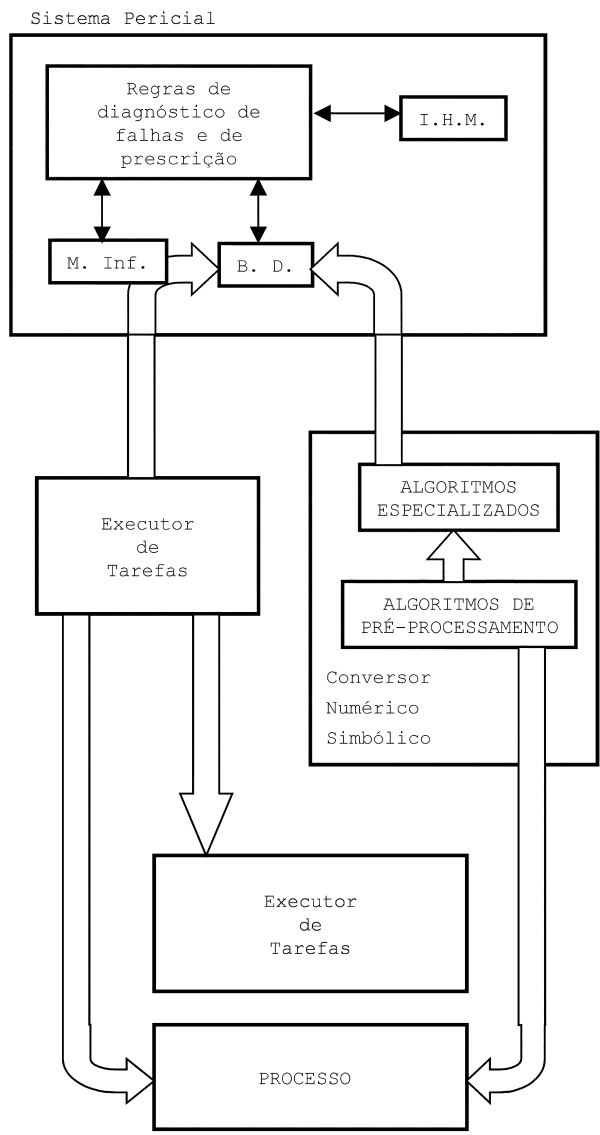 Sistema Pericial
Regras de
diagnóstico de
falhas e de
prescrição
I.H.M.
M. Inf.
B. D.
ALGORITMOS
ESPECIALIZADOS
Executor
de
Tarefas
ALGORITMOS DE
PRÉ-PROCESSAMENTO
Conversor
Numérico
Simbólico
Executor
de
Tarefas
PROCESSO